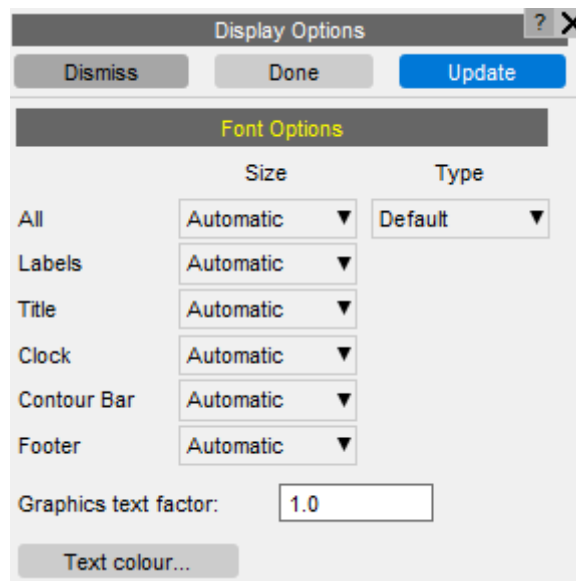 Display Options ?
Dismiss Done Update
Font Options
Size Type
All Automatic Default
Labels Automatic
Title Automatic
Clock Automatic
Contour Bar Automatic
Footer Automatic
Graphics text factor: 1.0
Text colour...